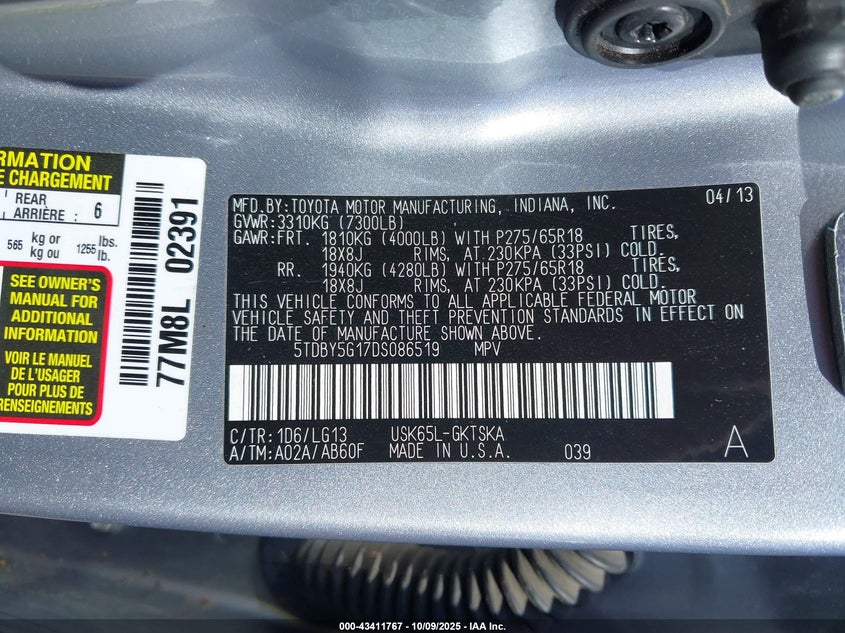 RMATION
E CHARGEMENT
REAR
ARRIÈRE : 6
565 kg or
kg ou 1255 lbs.
lb.
SEE OWNER'S
MANUAL FOR
ADDITIONAL
INFORMATION
VOIR LE MANUEL
DE L'USAGER
POUR PLUS DE
RENSEIGNEMENTS
77M8L 02391
MFD.BY:TOYOTA MOTOR MANUFACTURING, INDIANA, INC. 04/13
GVWR:3310KG (7300LB)
GAWR:FRT. 1810KG (4000LB) WITH P275/65R18 TIRES,
18X8J RIMS, AT 230KPA (33PSI) COLD.
RR. 1940KG (4280LB) WITH P275/65R18 TIRES,
18X8J RIMS, AT 230KPA (33PSI) COLD.
THIS VEHICLE CONFORMS TO ALL APPLICABLE FEDERAL MOTOR
VEHICLE SAFETY AND THEFT PREVENTION STANDARDS IN EFFECT ON
THE DATE OF MANUFACTURE SHOWN ABOVE.
5TDBY5G17DS086519 MPV
C/TR:1D6/LG13 USK65L-GKTSKA
A/TM:A02A/AB60F MADE IN U.S.A. 039 A
000-43411767 - 10/09/2025 - IAA Inc.